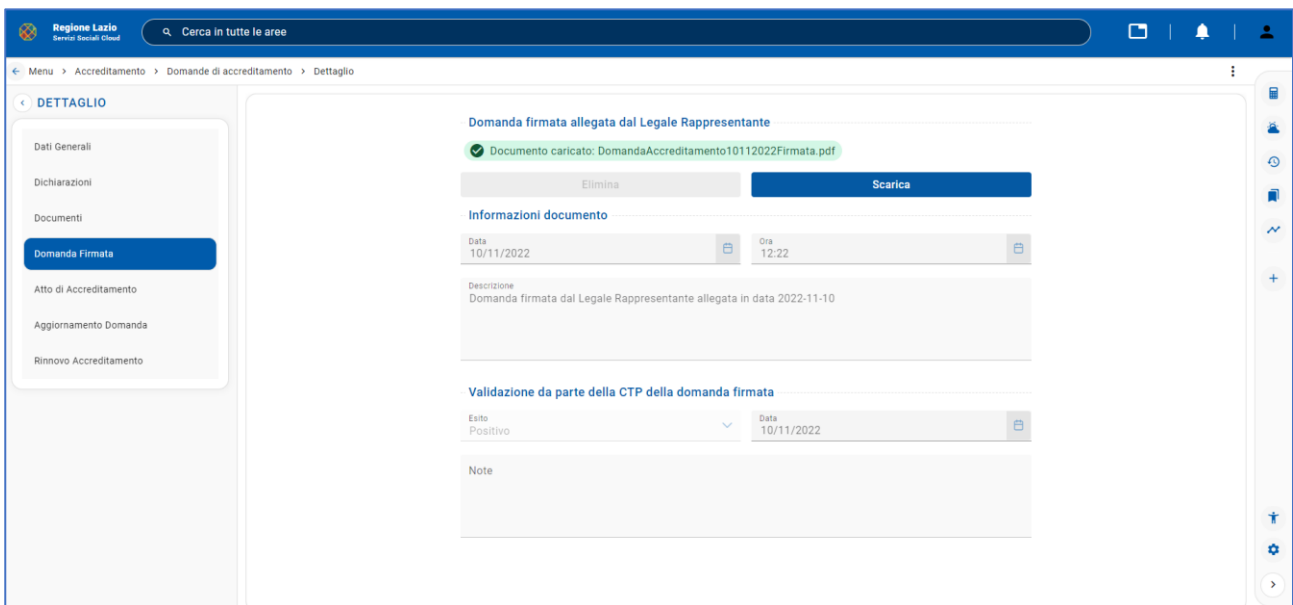 Regione Lazio
Servizi Sociali Cloud
Cerca in tutte le aree
Menu > Accreditamento > Domande di accreditamento > Dettaglio
DETTAGLIO
Dati Generali
Dichiarazioni
Documenti
Domanda Firmata
Atto di Accreditamento
Aggiornamento Domanda
Rinnovo Accreditamento
Domanda firmata allegata dal Legale Rappresentante
Documento caricato: DomandaAccreditamento10112022Firmata.pdf
Elimina Scarica
Informazioni documento
Data Ora
10/11/2022 12:22
Descrizione
Domanda firmata dal Legale Rappresentante allegata in data 2022-11-10
Validazione da parte della CTP della domanda firmata
Esito Data
Positivo 10/11/2022
Note